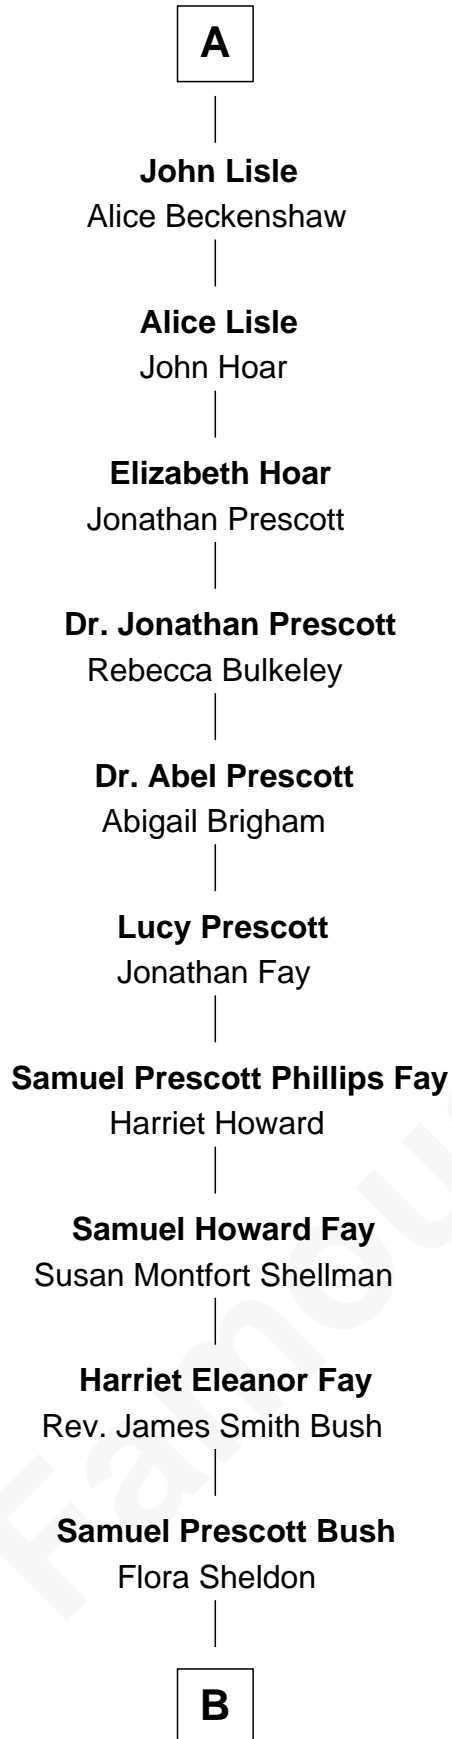 A
John Lisle
Alice Beckenshaw
Alice Lisle
John Hoar
Elizabeth Hoar
Jonathan Prescott
Dr. Jonathan Prescott
Rebecca Bulkeley
Dr. Abel Prescott
Abigail Brigham
Lucy Prescott
Jonathan Fay
Samuel Prescott Phillips Fay
Harriet Howard
Samuel Howard Fay
Susan Montfort Shellman
Harriet Eleanor Fay
Rev. James Smith Bush
Samuel Prescott Bush
Flora Sheldon
B